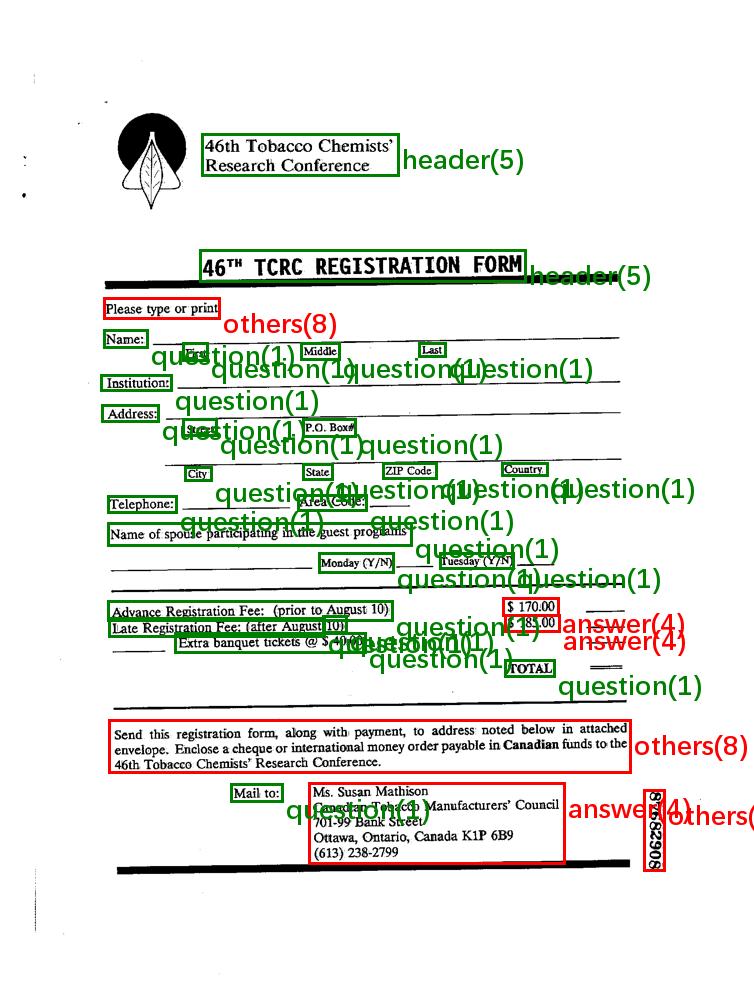 46th Tobacco Chemists'
Research Conference header(5)
46TH TCRC REGISTRATION FORM header(5)
Please type or print
others(8)
Name:
question(1) Middle Last
question(1) question(1) question(1)
Institution:
question(1)
Address:
question(1) P.O. Box#
question(1) question(1)
City State ZIP Code Country.
question(1) question(1) question(1) question(1)
Telephone: Area Code:
question(1) question(1)
Name of spouse participating in the guest programs
question(1)
Monday (Y/N) Tuesday (Y/N)
question(1) question(1)
Advance Registration Fee: (prior to August 10) $ 170.00
question(1) answer(4)
Late Registration Fee: (after August 10) $ 185.00
answer(4)
Extra banquet tickets @ $ 40.00 question(1)
question(1) TOTAL
question(1)
Send this registration form, along with payment, to address noted below in attached
envelope. Enclose a cheque or international money order payable in Canadian funds to the others(8)
46th Tobacco Chemists' Research Conference.
Mail to: Ms. Susan Mathison
question(1) Canadian Tobacco Manufacturers' Council answer(4)
701-99 Bank Street
Ottawa, Ontario, Canada K1P 6B9
(613) 238-2799
87682908 others(